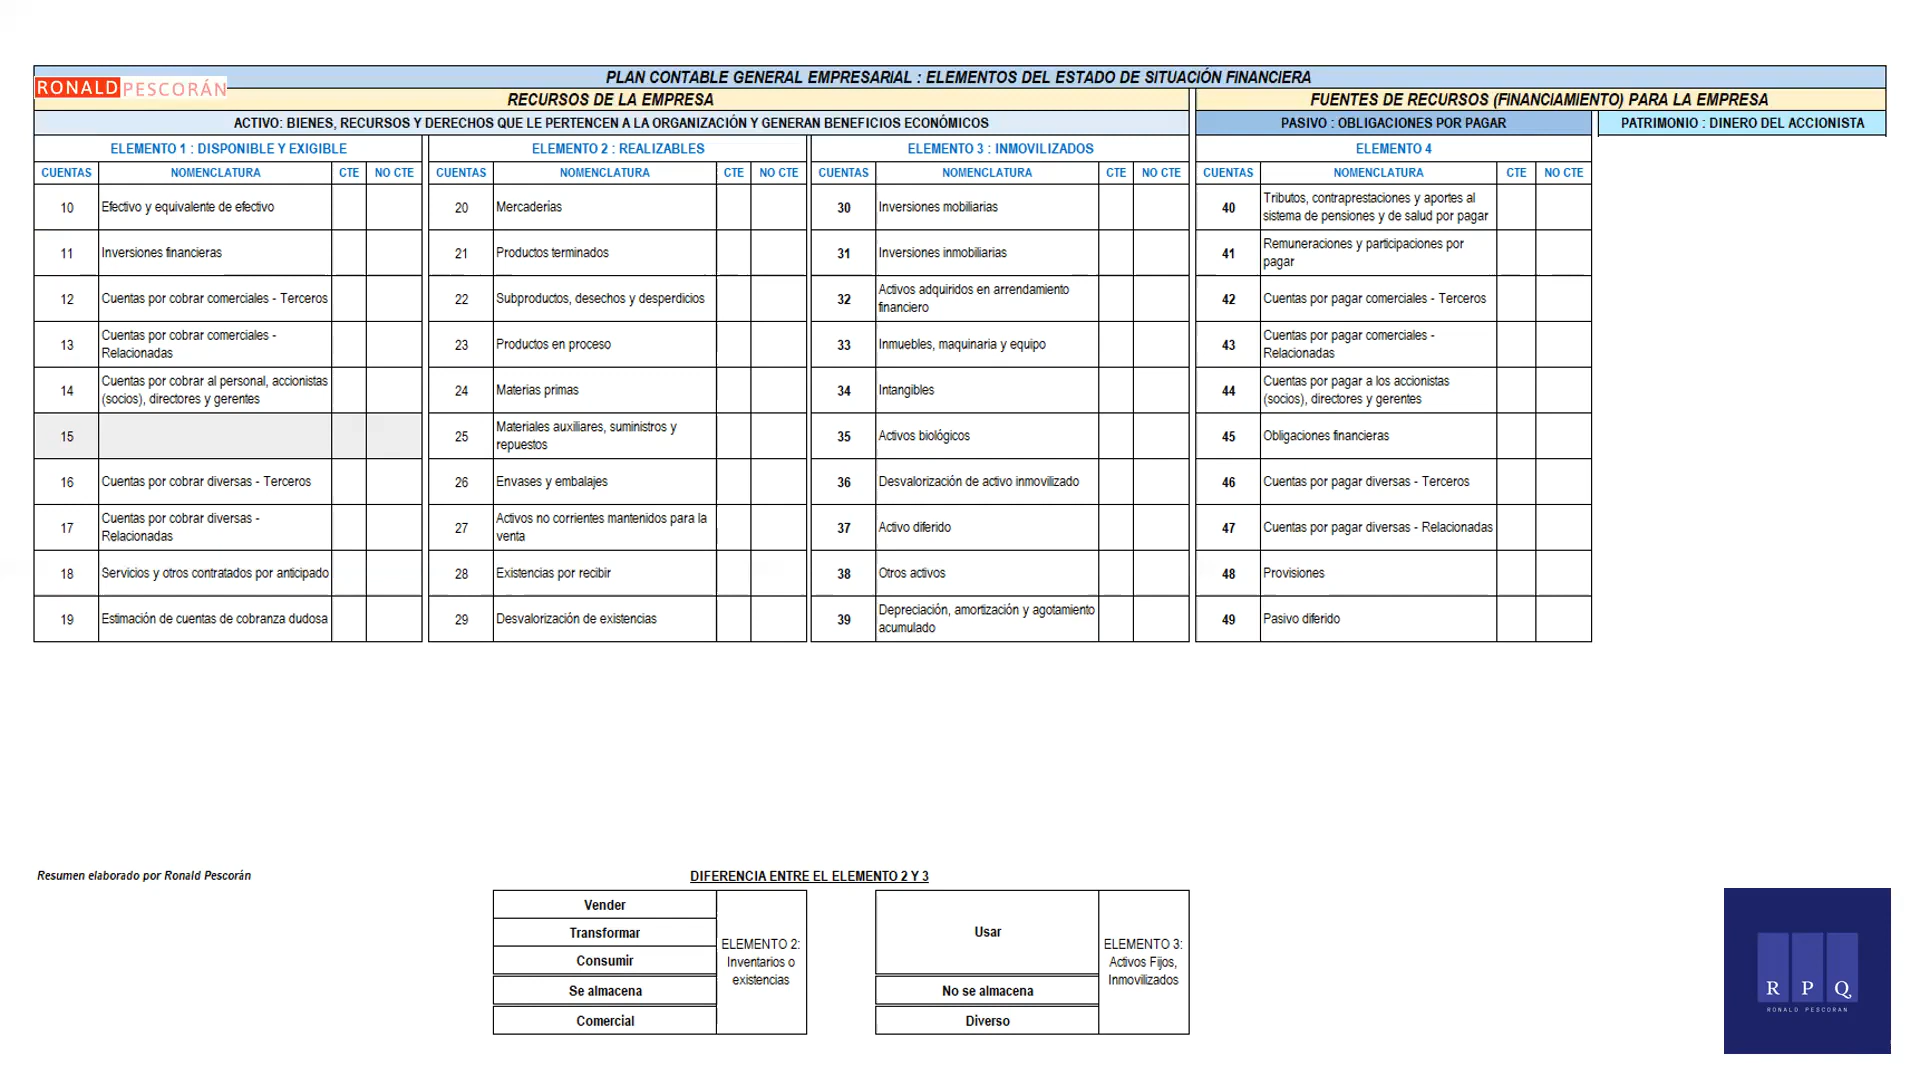 PLAN CONTABLE GENERAL EMPRESARIAL : ELEMENTOS DEL ESTADO DE SITUACIÓN FINANCIERA
RONALD PESCORÁN
RECURSOS DE LA EMPRESA
FUENTES DE RECURSOS (FINANCIAMIENTO) PARA LA EMPRESA
ACTIVO: BIENES, RECURSOS Y DERECHOS QUE LE PERTENCEN A LA ORGANIZACIÓN Y GENERAN BENEFICIOS ECONÓMICOS
PASIVO : OBLIGACIONES POR PAGAR
PATRIMONIO : DINERO DEL ACCIONISTA
ELEMENTO 1 : DISPONIBLE Y EXIGIBLE
CUENTAS NOMENCLATURA CTE NO CTE
10 Efectivo y equivalente de efectivo
11 Inversiones financieras
12 Cuentas por cobrar comerciales - Terceros
13 Cuentas por cobrar comerciales -
Relacionadas
14 Cuentas por cobrar al personal, accionistas
(socios), directores y gerentes
15
16 Cuentas por cobrar diversas - Terceros
17 Cuentas por cobrar diversas -
Relacionadas
18 Servicios y otros contratados por anticipado
19 Estimación de cuentas de cobranza dudosa
ELEMENTO 2 : REALIZABLES
CUENTAS NOMENCLATURA CTE NO CTE
20 Mercaderías
21 Productos terminados
22 Subproductos, desechos y desperdicios
23 Productos en proceso
24 Materias primas
25 Materiales auxiliares, suministros y
repuestos
26 Envases y embalajes
27 Activos no corrientes mantenidos para la
venta
28 Existencias por recibir
29 Desvalorización de existencias
ELEMENTO 3 : INMOVILIZADOS
CUENTAS NOMENCLATURA CTE NO CTE
30 Inversiones mobiliarias
31 Inversiones inmobiliarias
32 Activos adquiridos en arrendamiento
financiero
33 Inmuebles, maquinaria y equipo
34 Intangibles
35 Activos biológicos
36 Desvalorización de activo inmovilizado
37 Activo diferido
38 Otros activos
39 Depreciación, amortización y agotamiento
acumulado
ELEMENTO 4
CUENTAS NOMENCLATURA CTE NO CTE
40 Tributos, contraprestaciones y aportes al
sistema de pensiones y de salud por pagar
41 Remuneraciones y participaciones por
pagar
42 Cuentas por pagar comerciales - Terceros
43 Cuentas por pagar comerciales -
Relacionadas
44 Cuentas por pagar a los accionistas
(socios), directores y gerentes
45 Obligaciones financieras
46 Cuentas por pagar diversas - Terceros
47 Cuentas por pagar diversas - Relacionadas
48 Provisiones
49 Pasivo diferido
Resumen elaborado por Ronald Pescorán
DIFERENCIA ENTRE EL ELEMENTO 2 Y 3
Vender
Transformar
Consumir
Se almacena
Comercial
ELEMENTO 2:
Inventarios o
existencias
Usar
No se almacena
Diverso
ELEMENTO 3:
Activos Fijos,
Inmovilizados
R P Q
RONALD PESCORAN